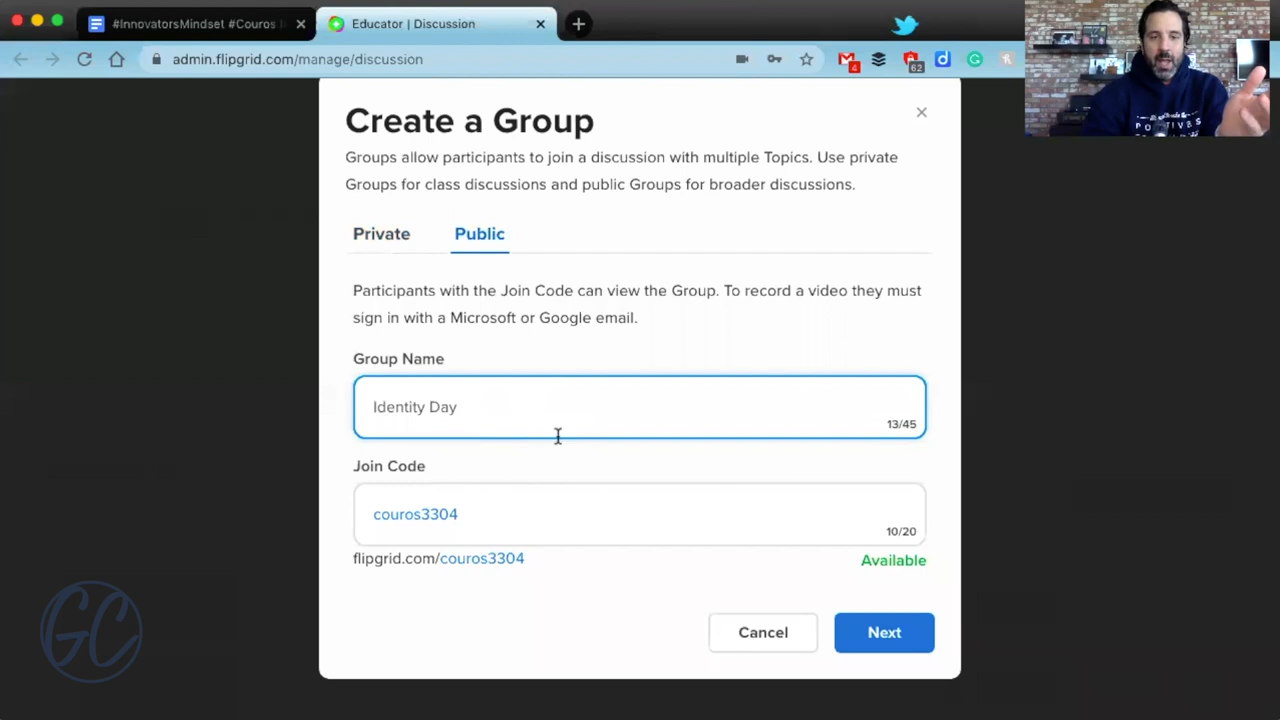 #InnovatorsMindset #Couros
Educator | Discussion
admin.flipgrid.com/manage/discussion
4
62
d
Create a Group
Groups allow participants to join a discussion with multiple Topics. Use private
Groups for class discussions and public Groups for broader discussions.
Private
Public
Participants with the Join Code can view the Group. To record a video they must
sign in with a Microsoft or Google email.
Group Name
Identity Day
13/45
Join Code
couros3304
10/20
flipgrid.com/couros3304
Available
Cancel
Next
GC